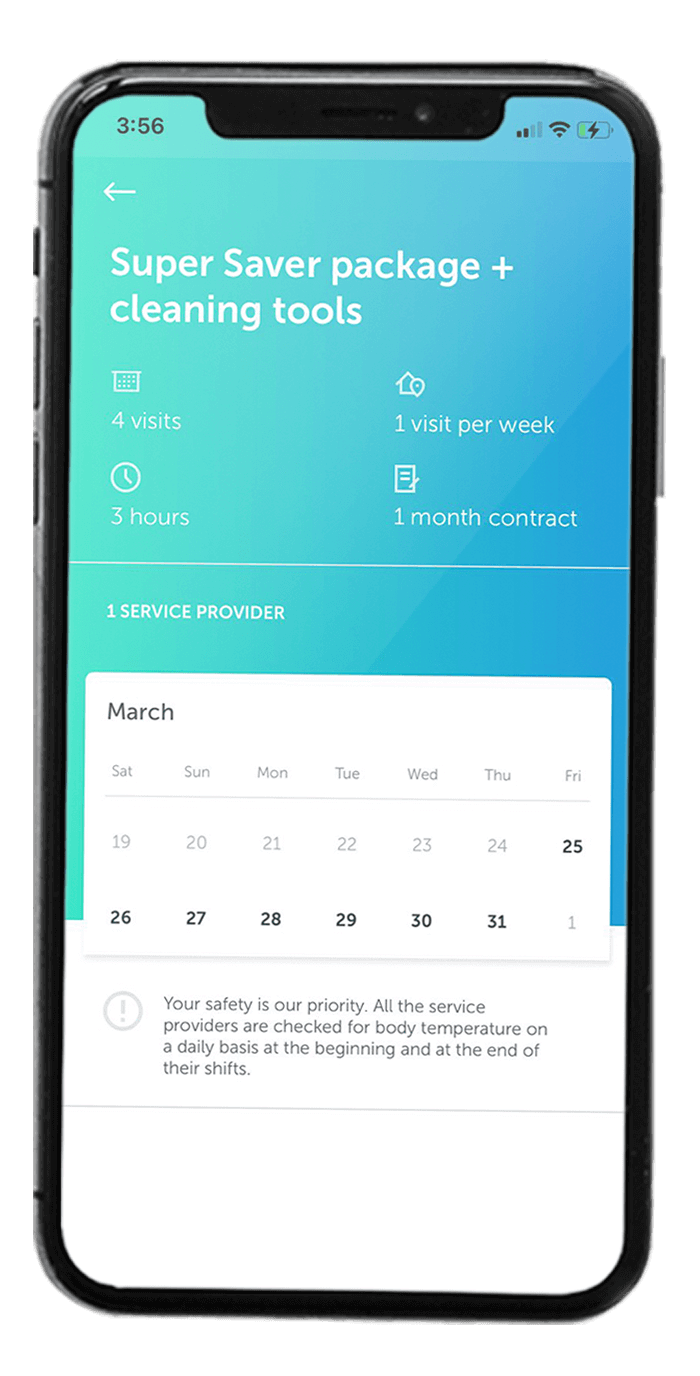 3:56
Super Saver package +
cleaning tools
4 visits
1 visit per week
3 hours
1 month contract
1 SERVICE PROVIDER
March
Sat Sun Mon Tue Wed Thu Fri
19 20 21 22 23 24 25
26 27 28 29 30 31 1
Your safety is our priority. All the service
providers are checked for body temperature on
a daily basis at the beginning and at the end of
their shifts.